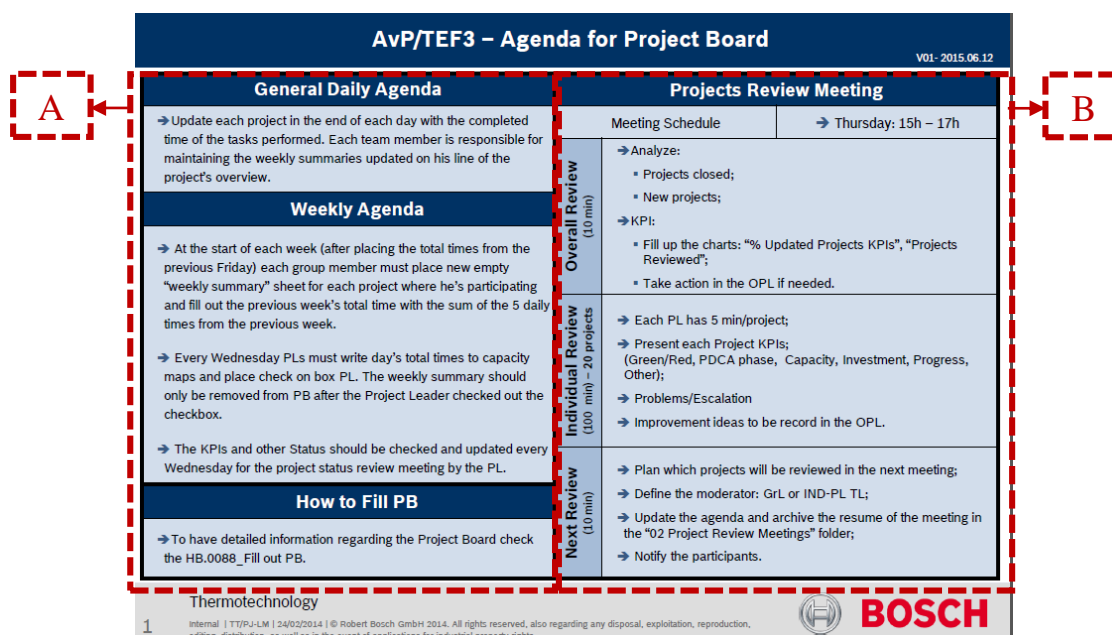 AvP/TEF3 – Agenda for Project Board
V01- 2015.06.12
A
B
General Daily Agenda
➔Update each project in the end of each day with the completed
time of the tasks performed. Each team member is responsible for
maintaining the weekly summaries updated on his line of the
project's overview.
Weekly Agenda
➔ At the start of each week (after placing the total times from the
previous Friday) each group member must place new empty
“weekly summary” sheet for each project where he's participating
and fill out the previous week's total time with the sum of the 5 daily
times from the previous week.
➔ Every Wednesday PLs must write day's total times to capacity
maps and place check on box PL. The weekly summary should
only be removed from PB after the Project Leader checked out the
checkbox.
➔ The KPIs and other Status should be checked and updated every
Wednesday for the project status review meeting by the PL.
How to Fill PB
➔To have detailed information regarding the Project Board check
the HB.0088_Fill out PB.
Projects Review Meeting
Meeting Schedule
➔ Thursday: 15h – 17h
Overall Review
(10 min)
➔Analyze:
▪ Projects closed;
▪ New projects;
➔KPI:
▪ Fill up the charts: “% Updated Projects KPIs”, “Projects
Reviewed”;
▪ Take action in the OPL if needed.
Individual Review
(100 min) – 20 projects
➔ Each PL has 5 min/project;
➔ Present each Project KPIs;
(Green/Red, PDCA phase, Capacity, Investment, Progress,
Other);
➔ Problems/Escalation
➔ Improvement ideas to be record in the OPL.
Next Review
(10 min)
➔ Plan which projects will be reviewed in the next meeting;
➔ Define the moderator: GrL or IND-PL TL;
➔ Update the agenda and archive the resume of the meeting in
the “02 Project Review Meetings” folder;
➔ Notify the participants.
Thermotechnology
1
Internal | TT/PJ-LM | 24/02/2014 | © Robert Bosch GmbH 2014. All rights reserved, also regarding any disposal, exploitation, reproduction,
editing, distribution, as well as in the event of applications for industrial property rights.
BOSCH